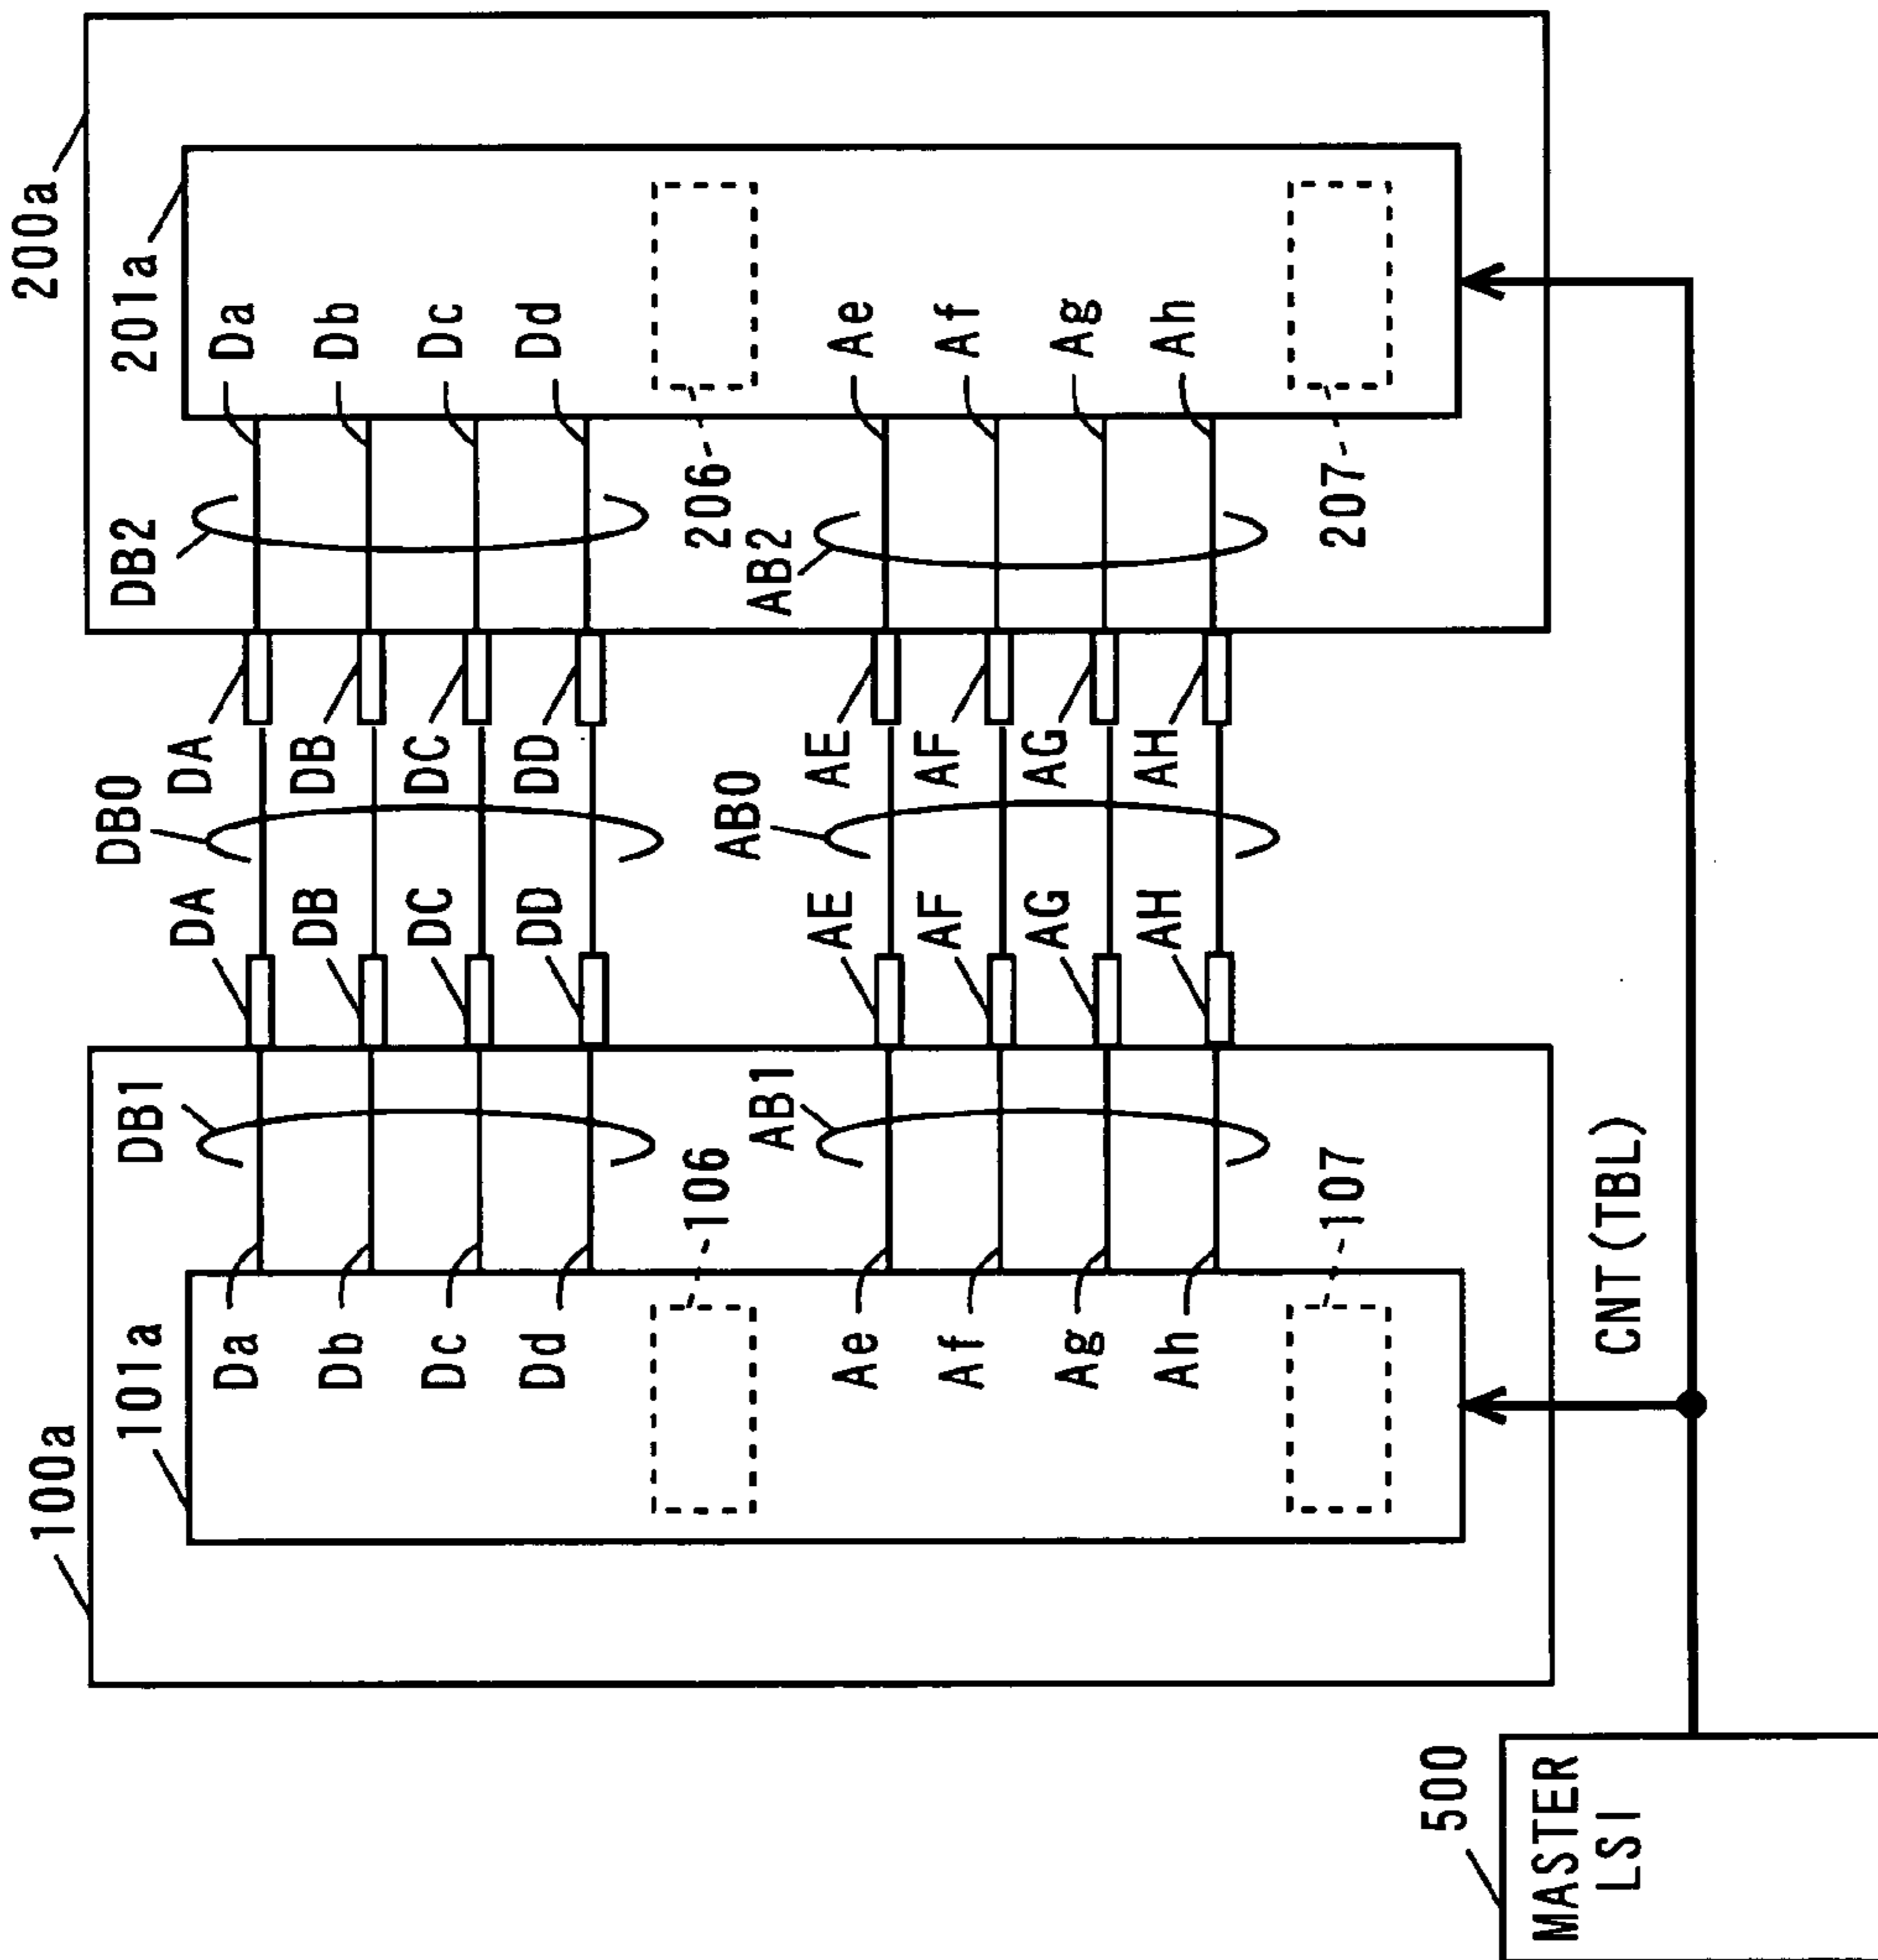 100a
101a
Da
Db
Dc
Dd
106
Ae
Af
Ag
Ah
107
DB1
AB1
DA
DB
DC
DD
AE
AF
AG
AH
DB0
AB0
DA
DB
DC
DD
AE
AF
AG
AH
DB2
AB2
200a
201a
Da
Db
Dc
Dd
206
Ae
Af
Ag
Ah
207
500
MASTER
LSI
CNT(TBL)